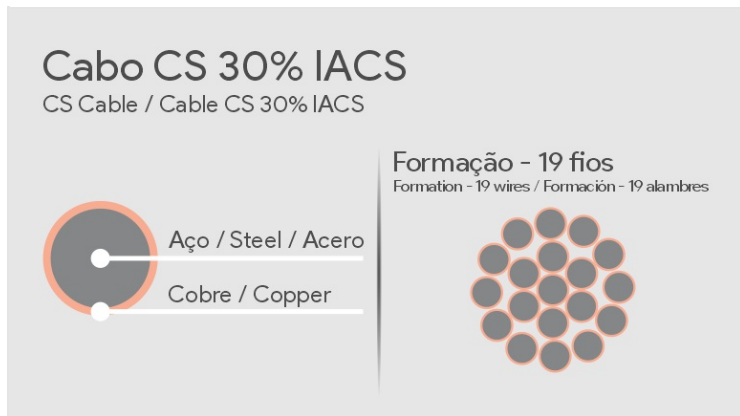 Cabo CS 30% IACS
CS Cable / Cable CS 30% IACS
Aço / Steel / Acero
Cobre / Copper
Formação - 19 fios
Formation - 19 wires / Formación - 19 alambres